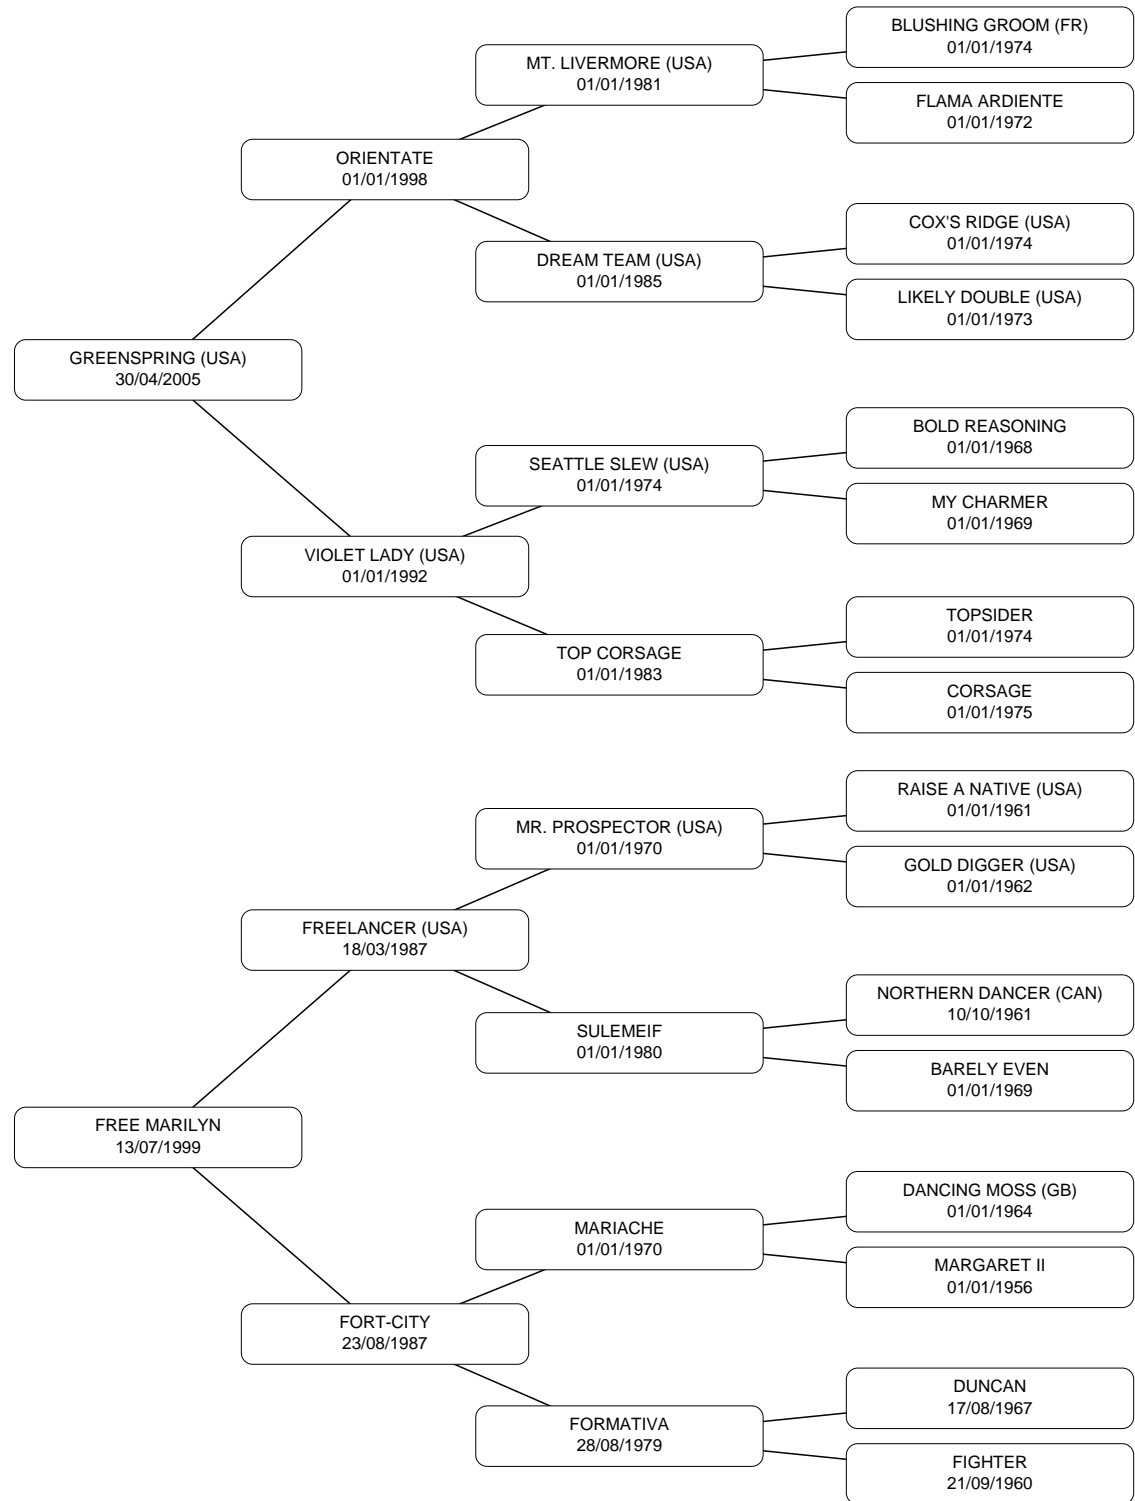 BLUSHING GROOM (FR)
01/01/1974
MT. LIVERMORE (USA)
01/01/1981
FLAMA ARDIENTE
01/01/1972
ORIENTATE
01/01/1998
COX'S RIDGE (USA)
01/01/1974
DREAM TEAM (USA)
01/01/1985
LIKELY DOUBLE (USA)
01/01/1973
GREENSPRING (USA)
30/04/2005
BOLD REASONING
01/01/1968
SEATTLE SLEW (USA)
01/01/1974
MY CHARMER
01/01/1969
VIOLET LADY (USA)
01/01/1992
TOPSIDER
01/01/1974
TOP CORSAGE
01/01/1983
CORSAGE
01/01/1975
RAISE A NATIVE (USA)
01/01/1961
MR. PROSPECTOR (USA)
01/01/1970
GOLD DIGGER (USA)
01/01/1962
FREELANCER (USA)
18/03/1987
NORTHERN DANCER (CAN)
10/10/1961
SULEMEIF
01/01/1980
BARELY EVEN
01/01/1969
FREE MARILYN
13/07/1999
DANCING MOSS (GB)
01/01/1964
MARIACHE
01/01/1970
MARGARET II
01/01/1956
FORT-CITY
23/08/1987
DUNCAN
17/08/1967
FORMATIVA
28/08/1979
FIGHTER
21/09/1960